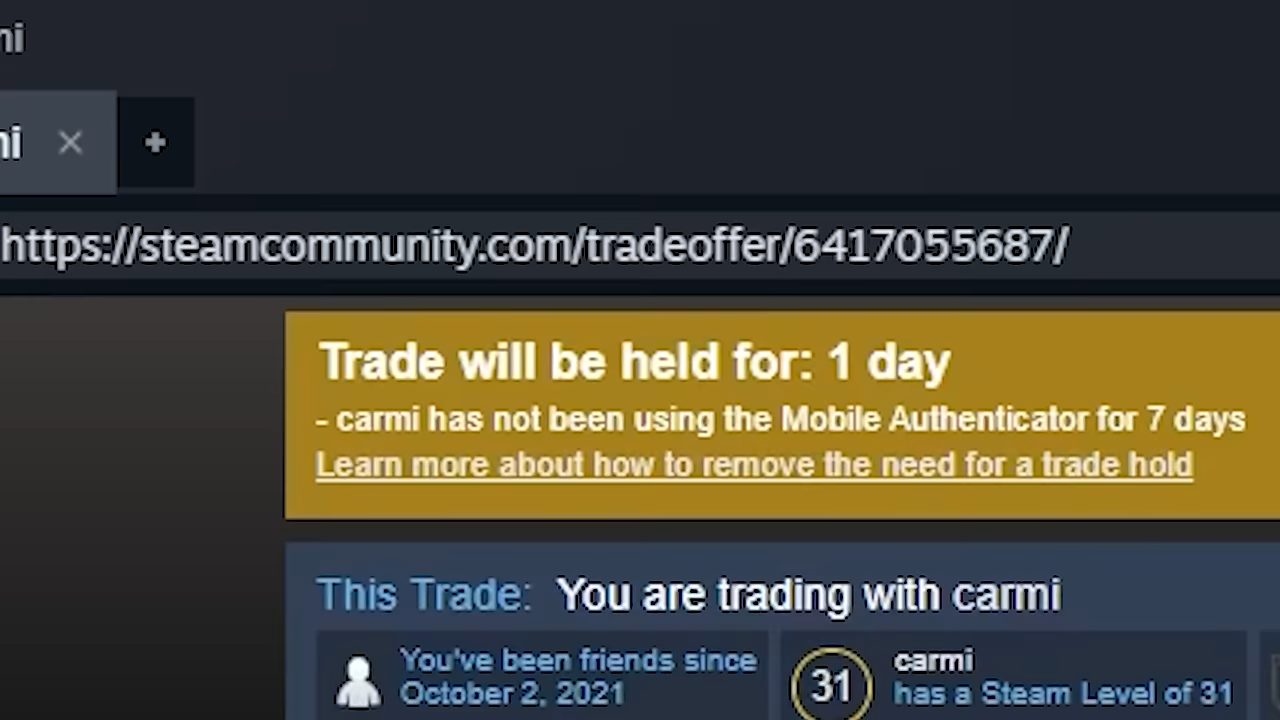 ni
ni
https://steamcommunity.com/tradeoffer/6417055687/
Trade will be held for: 1 day
- carmi has not been using the Mobile Authenticator for 7 days
Learn more about how to remove the need for a trade hold
This Trade: You are trading with carmi
You've been friends since
October 2, 2021
31
carmi
has a Steam Level of 31